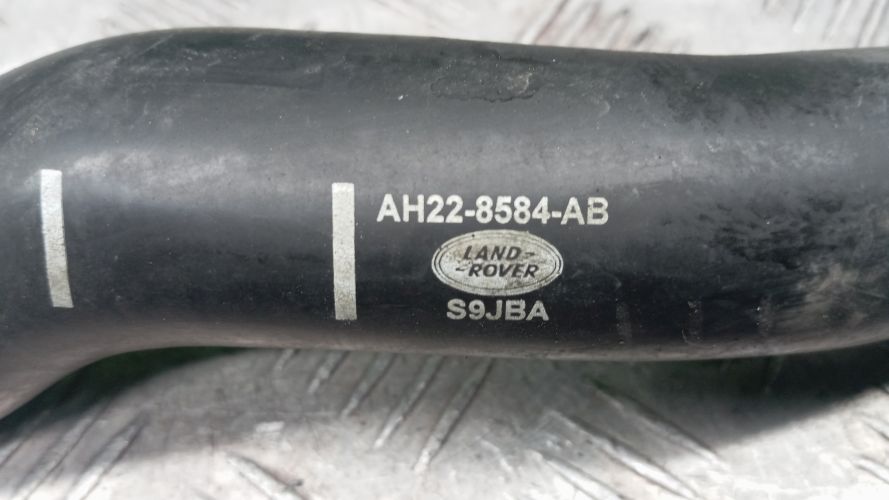 AH22-8584-AB
LAND-
-ROVER
S9JBA